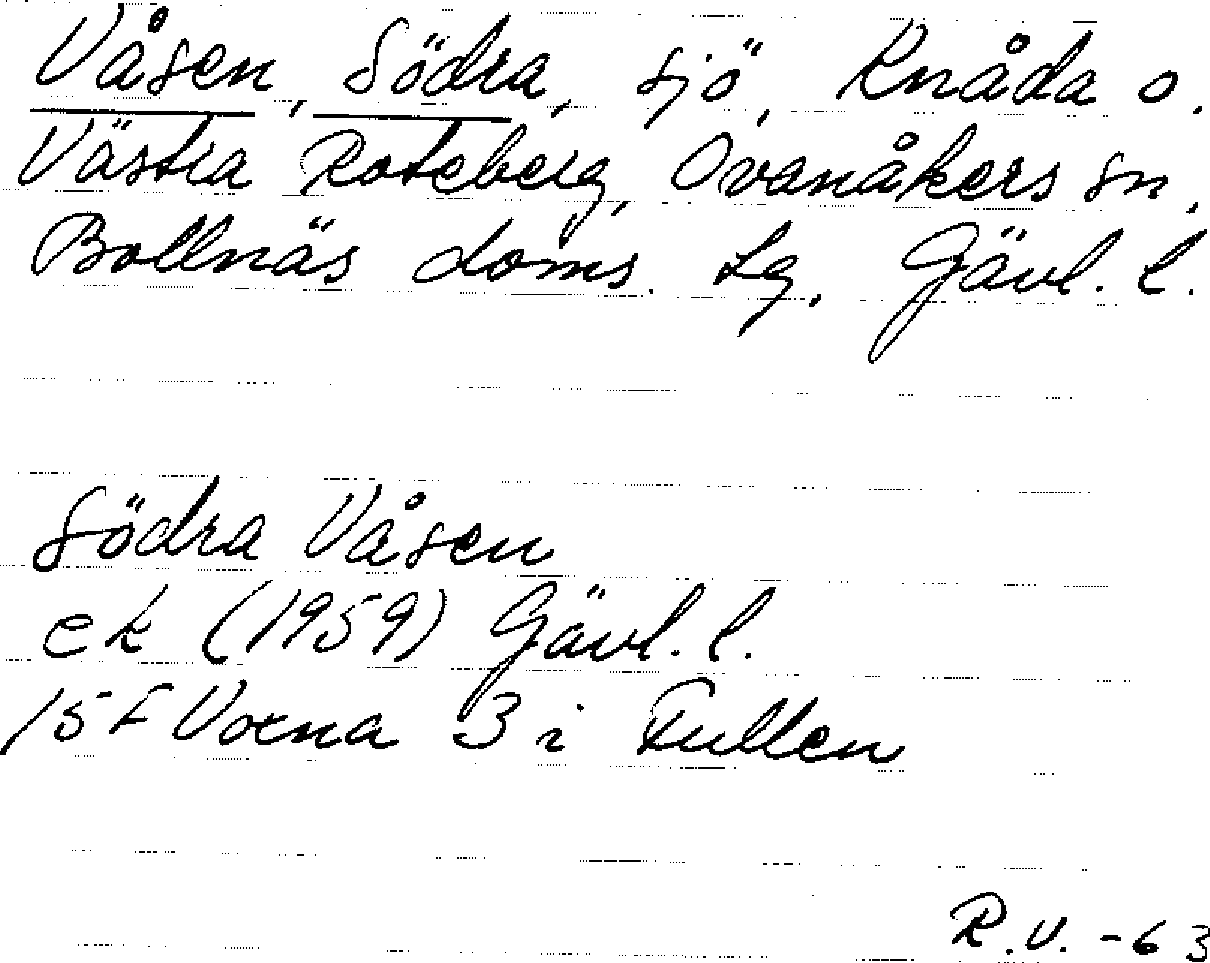 Våsen, Södra, sjö, Knåda o.
Västra Roteberg, Ovanåkers sn,
Bollnäs doms. Lg, Gävl. l.
Södra Våsen
ek (1959) Gävl. l.
15 F Voxna 3 i Fullen
R.V. -63